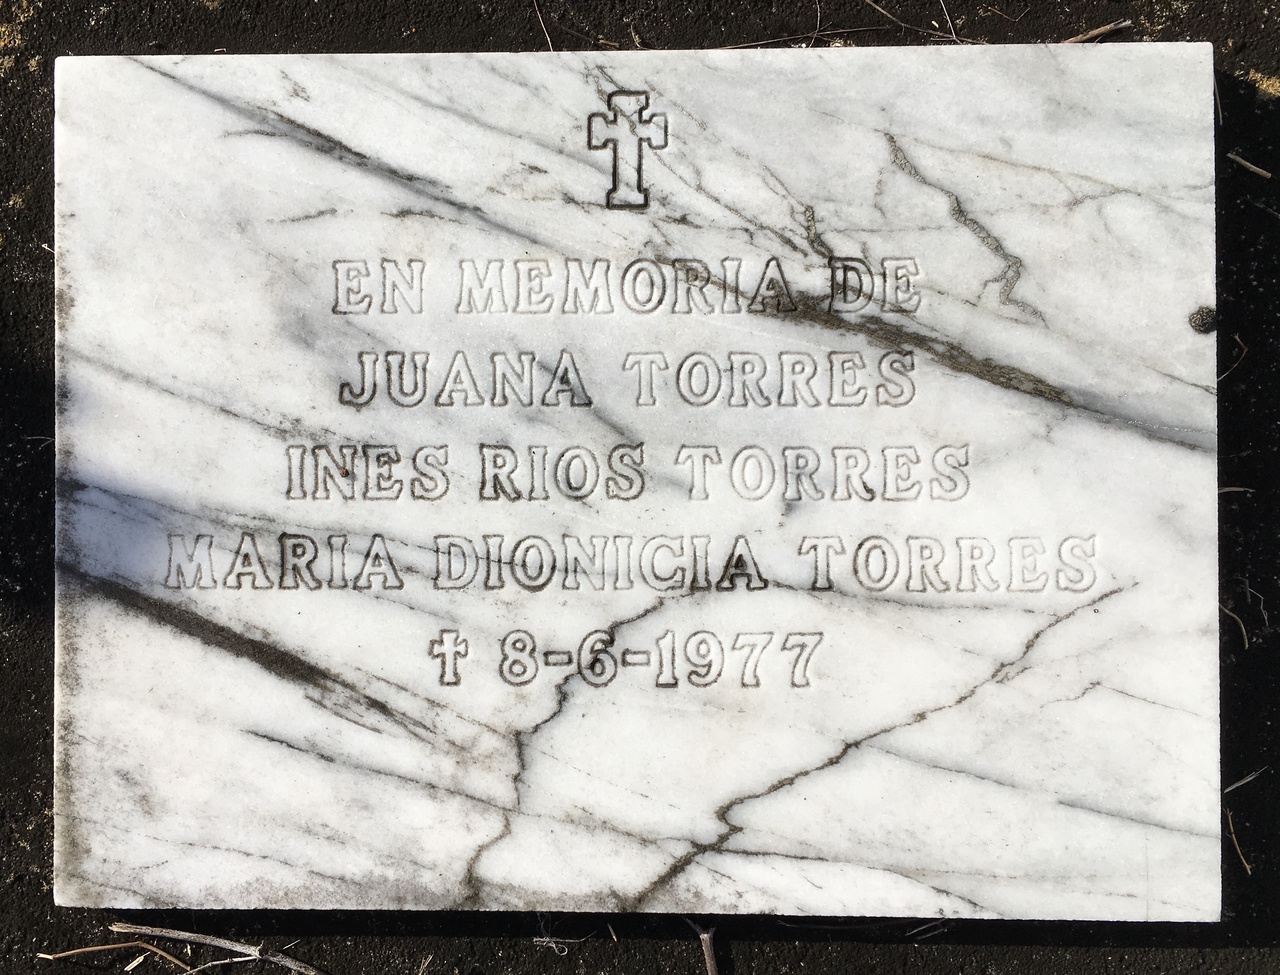 EN MEMORIA DE
JUANA TORRES
INES RIOS TORRES
MARIA DIONICIA TORRES
✝ 8-6-1977